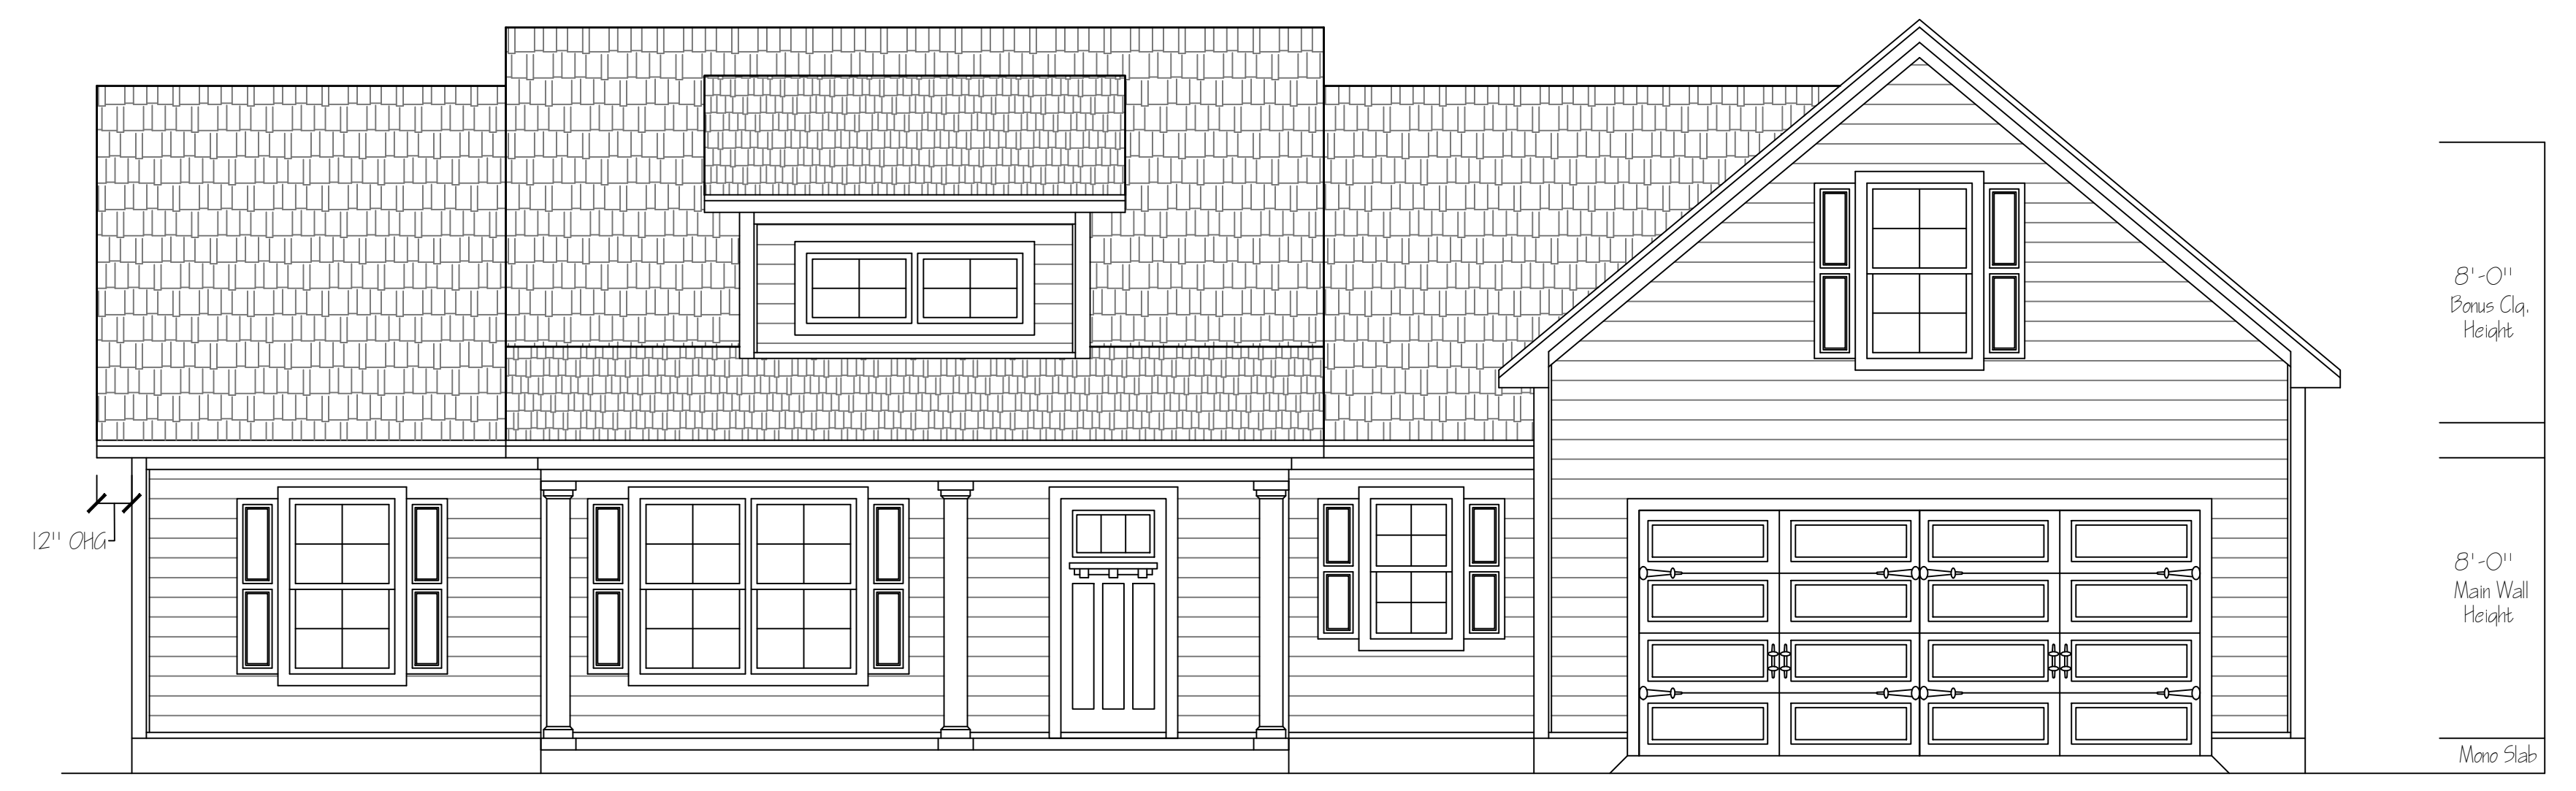 8'-0"
Bonus Clg.
Height
12" OHG
8'-0"
Main Wall
Height
Mono Slab